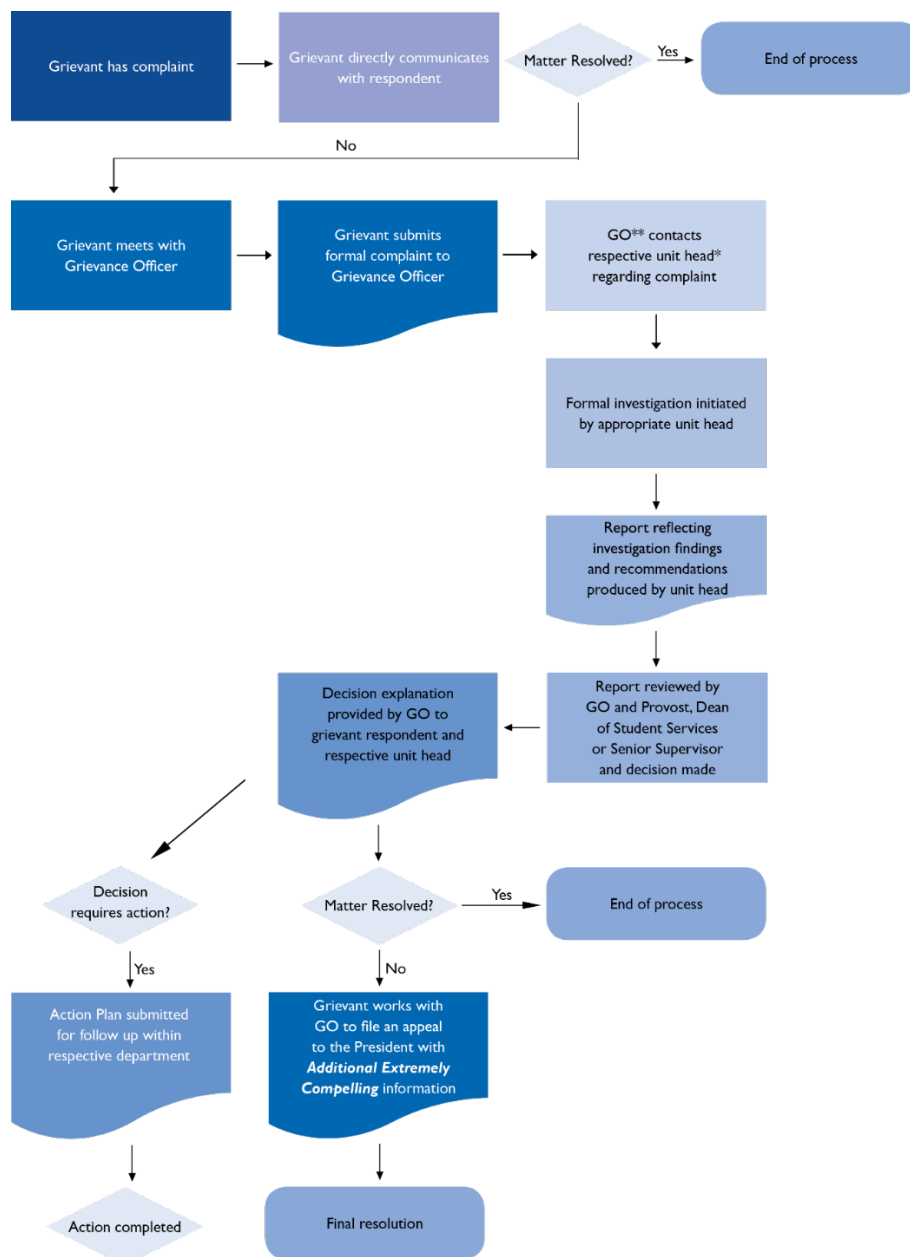 Grievant has complaint
Grievant directly communicates
with respondent
Matter Resolved?
Yes
End of process
No
Grievant meets with
Grievance Officer
Grievant submits
formal complaint to
Grievance Officer
GO** contacts
respective unit head*
regarding complaint
Formal investigation initiated
by appropriate unit head
Report reflecting
investigation findings
and recommendations
produced by unit head
Report reviewed by
GO and Provost, Dean
of Student Services
or Senior Supervisor
and decision made
Decision explanation
provided by GO to
grievant respondent and
respective unit head
Decision
requires action?
Matter Resolved?
Yes
End of process
Yes
No
Action Plan submitted
for follow up within
respective department
Grievant works with
GO to file an appeal
to the President with
Additional Extremely
Compelling information
Action completed
Final resolution